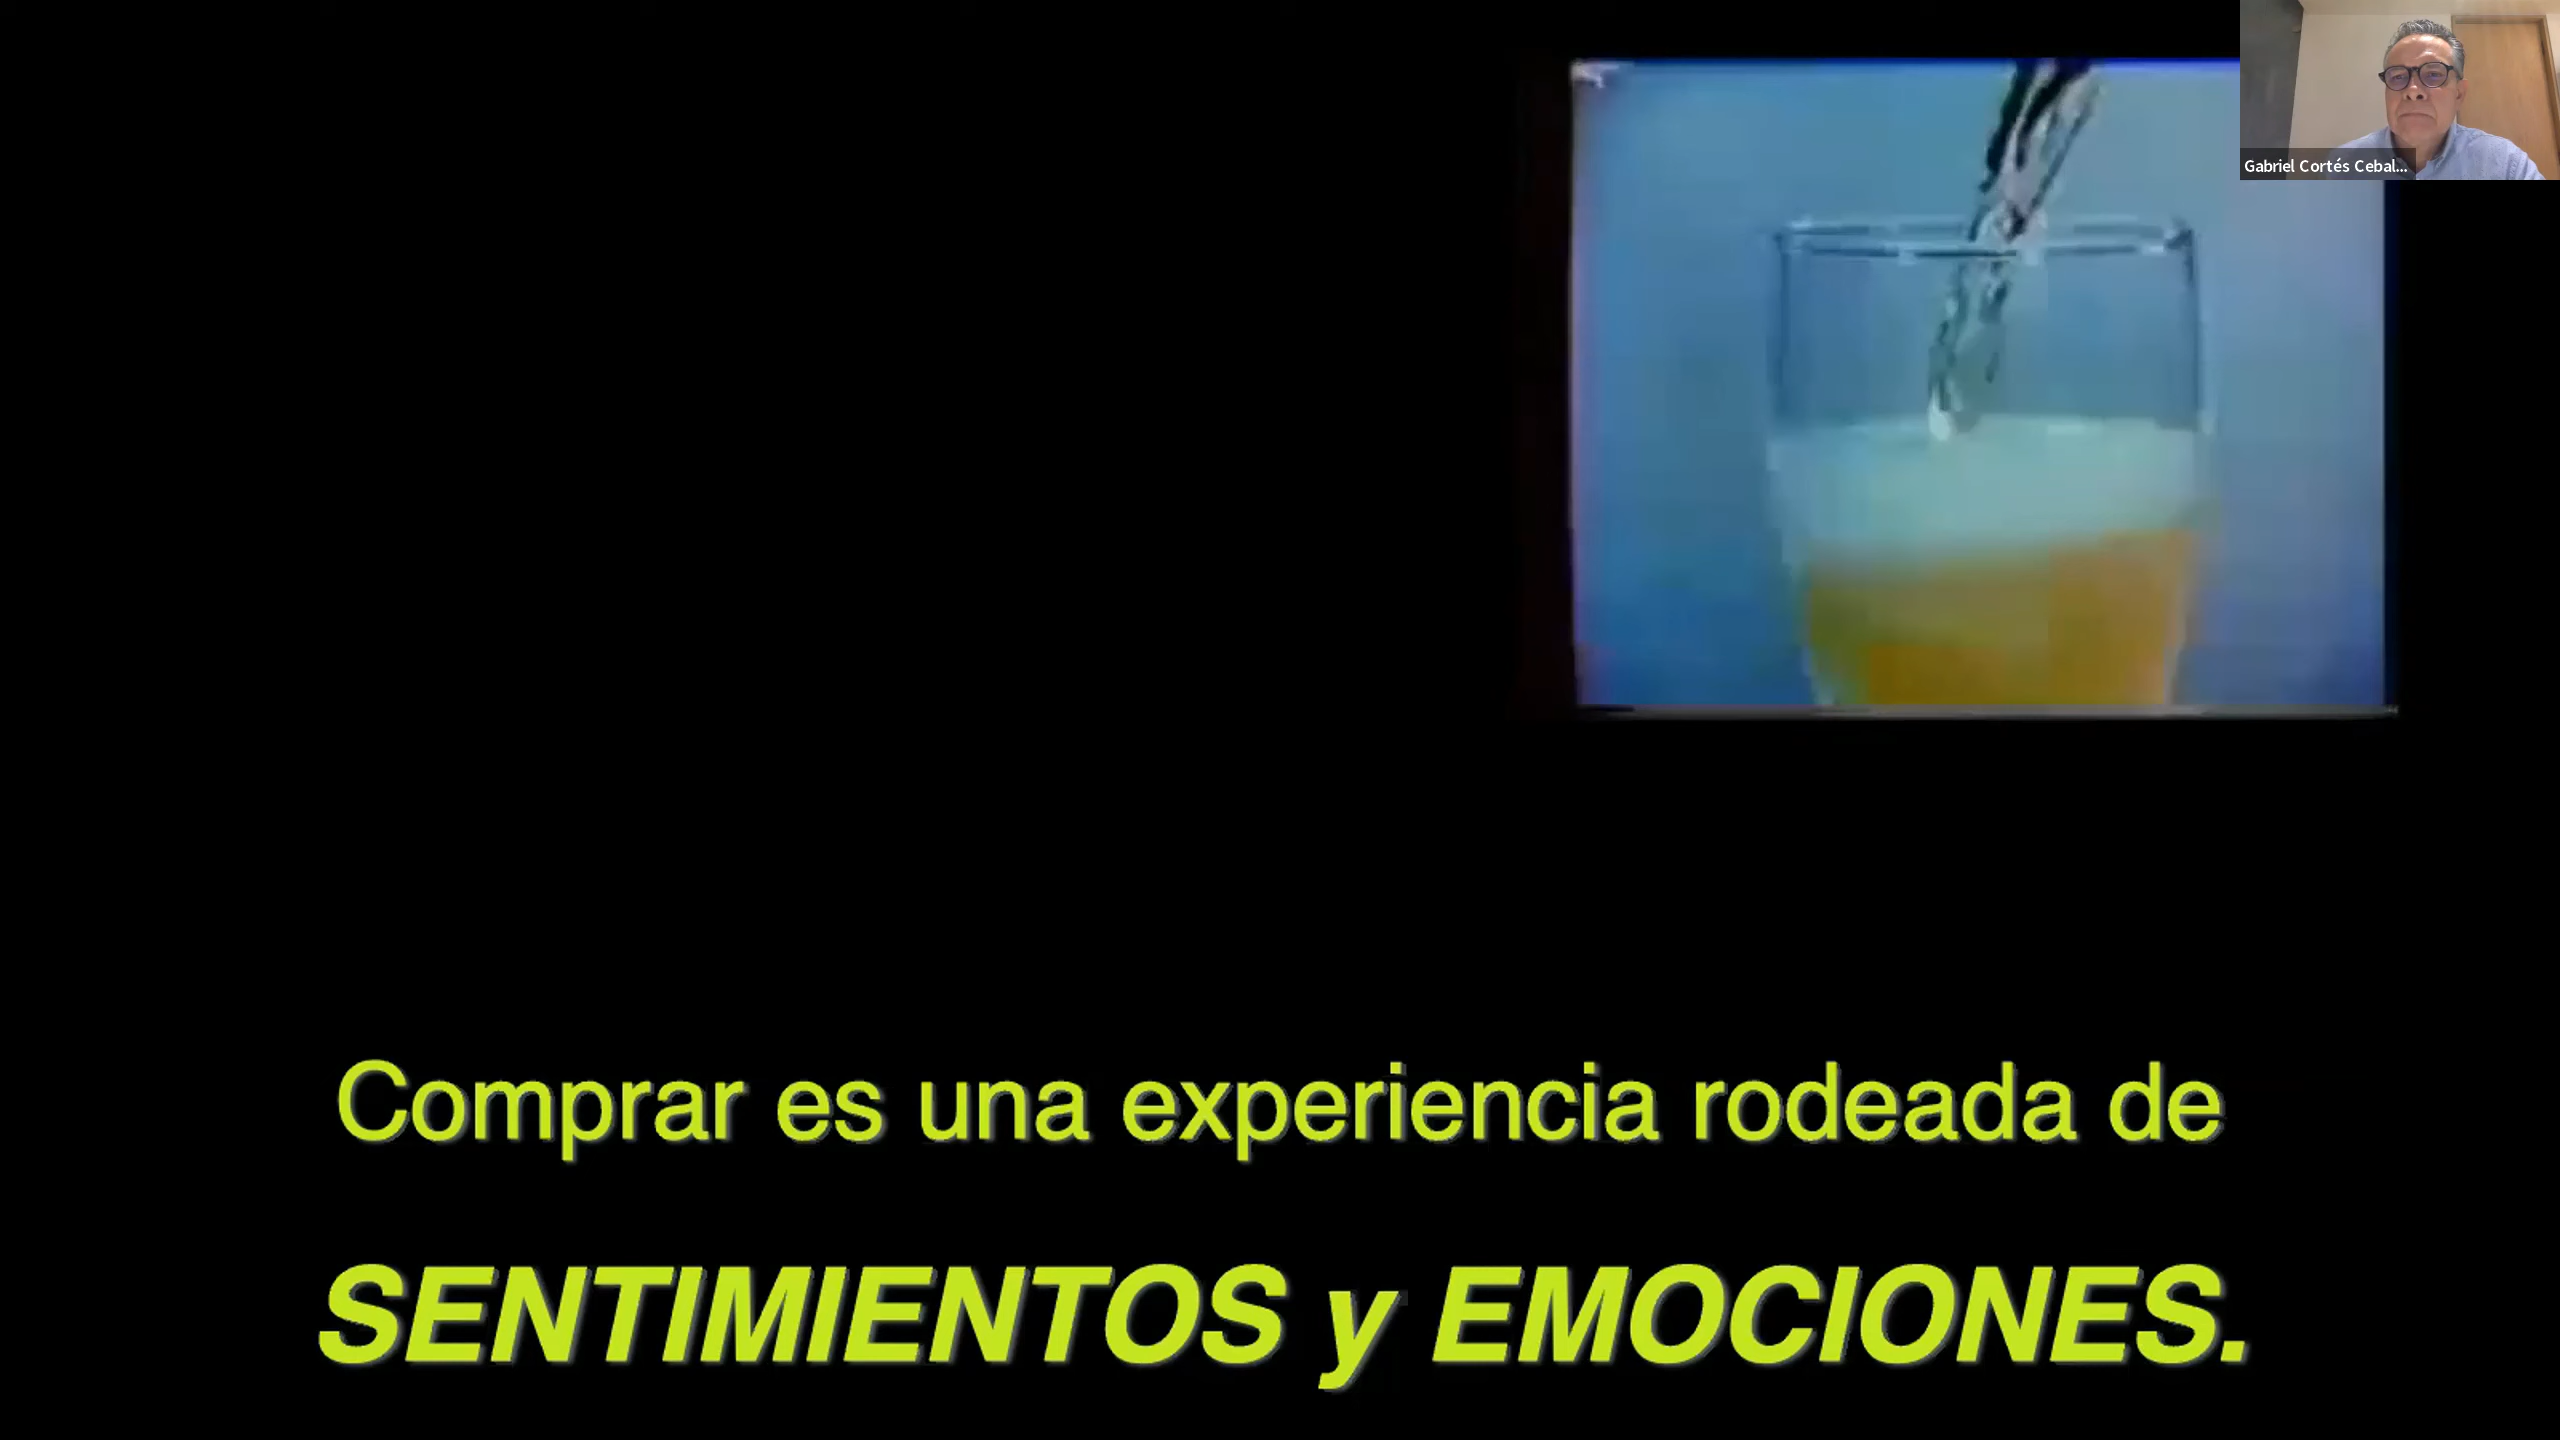 Gabriel Cortés Cebal...
Comprar es una experiencia rodeada de
SENTIMIENTOS y EMOCIONES.